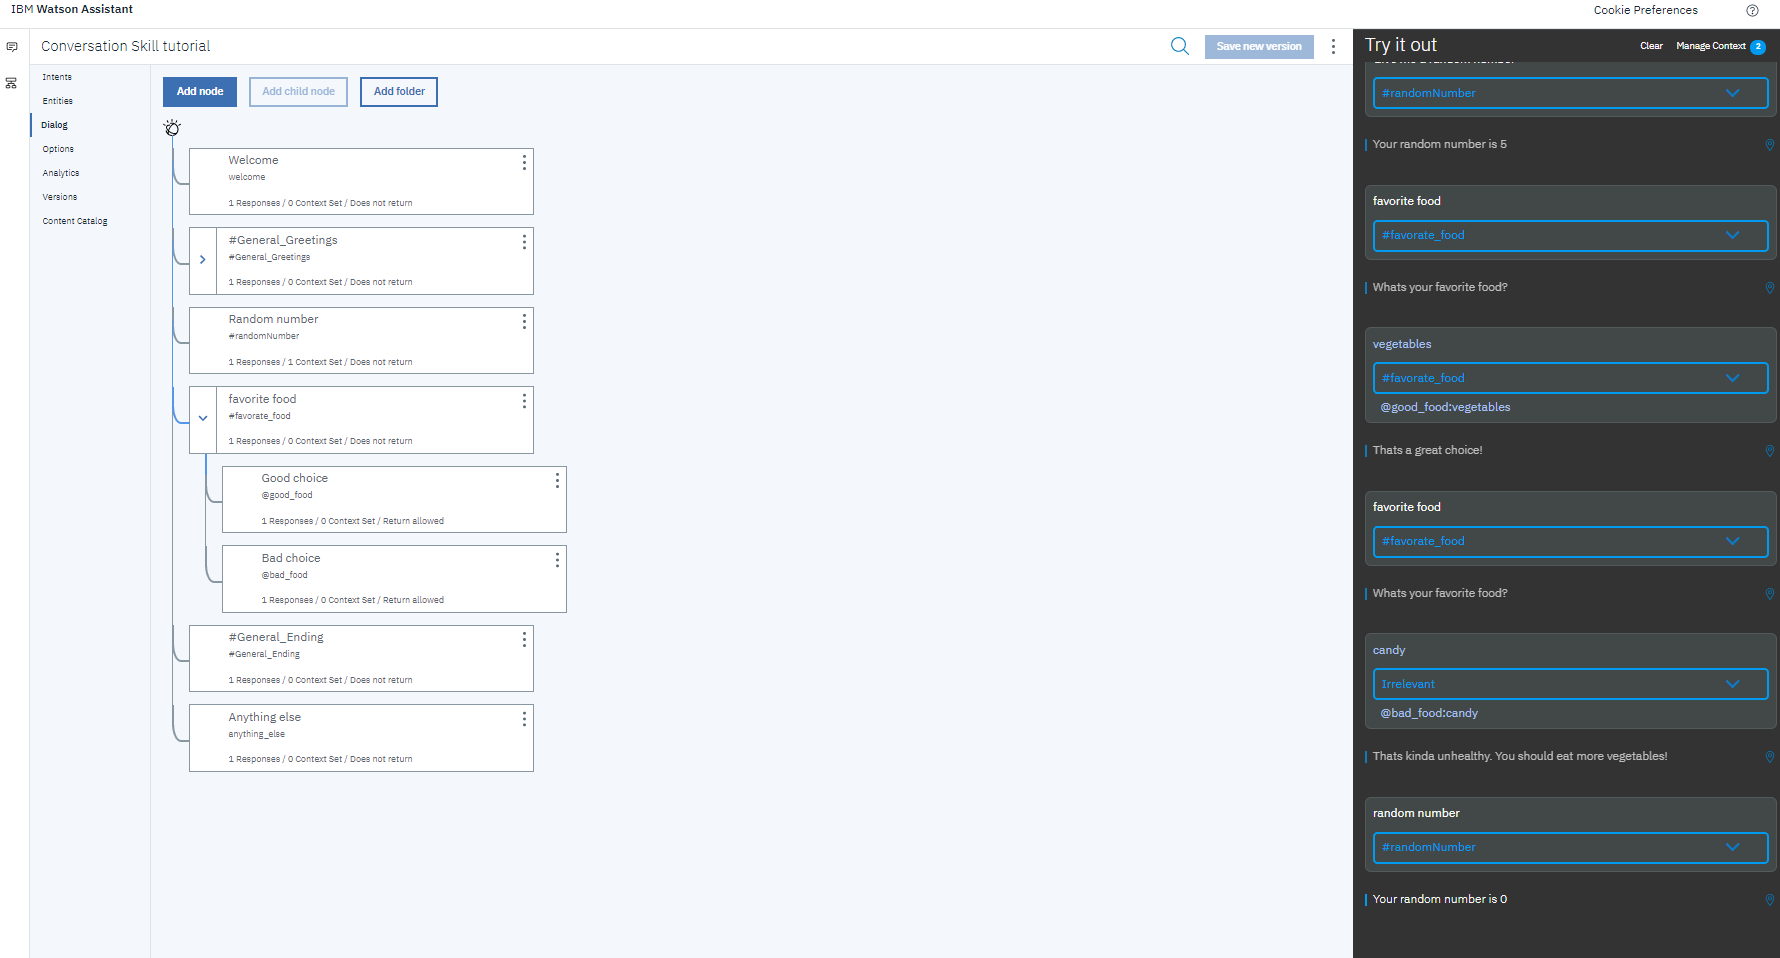 IBM Watson Assistant
Cookie Preferences
Conversation Skill tutorial
Save new version
Intents
Entities
Dialog
Options
Analytics
Versions
Content Catalog
Add node
Add child node
Add folder
Welcome
welcome
1 Responses / 0 Context Set / Does not return
#General_Greetings
#General_Greetings
1 Responses / 0 Context Set / Does not return
Random number
#randomNumber
1 Responses / 1 Context Set / Does not return
favorite food
#favorate_food
1 Responses / 0 Context Set / Does not return
Good choice
@good_food
1 Responses / 0 Context Set / Return allowed
Bad choice
@bad_food
1 Responses / 0 Context Set / Return allowed
#General_Ending
#General_Ending
1 Responses / 0 Context Set / Does not return
Anything else
anything_else
1 Responses / 0 Context Set / Does not return
Try it out
Clear
Manage Context 2
#randomNumber
Your random number is 5
favorite food
#favorate_food
Whats your favorite food?
vegetables
#favorate_food
@good_food:vegetables
Thats a great choice!
favorite food
#favorate_food
Whats your favorite food?
candy
Irrelevant
@bad_food:candy
Thats kinda unhealthy. You should eat more vegetables!
random number
#randomNumber
Your random number is 0